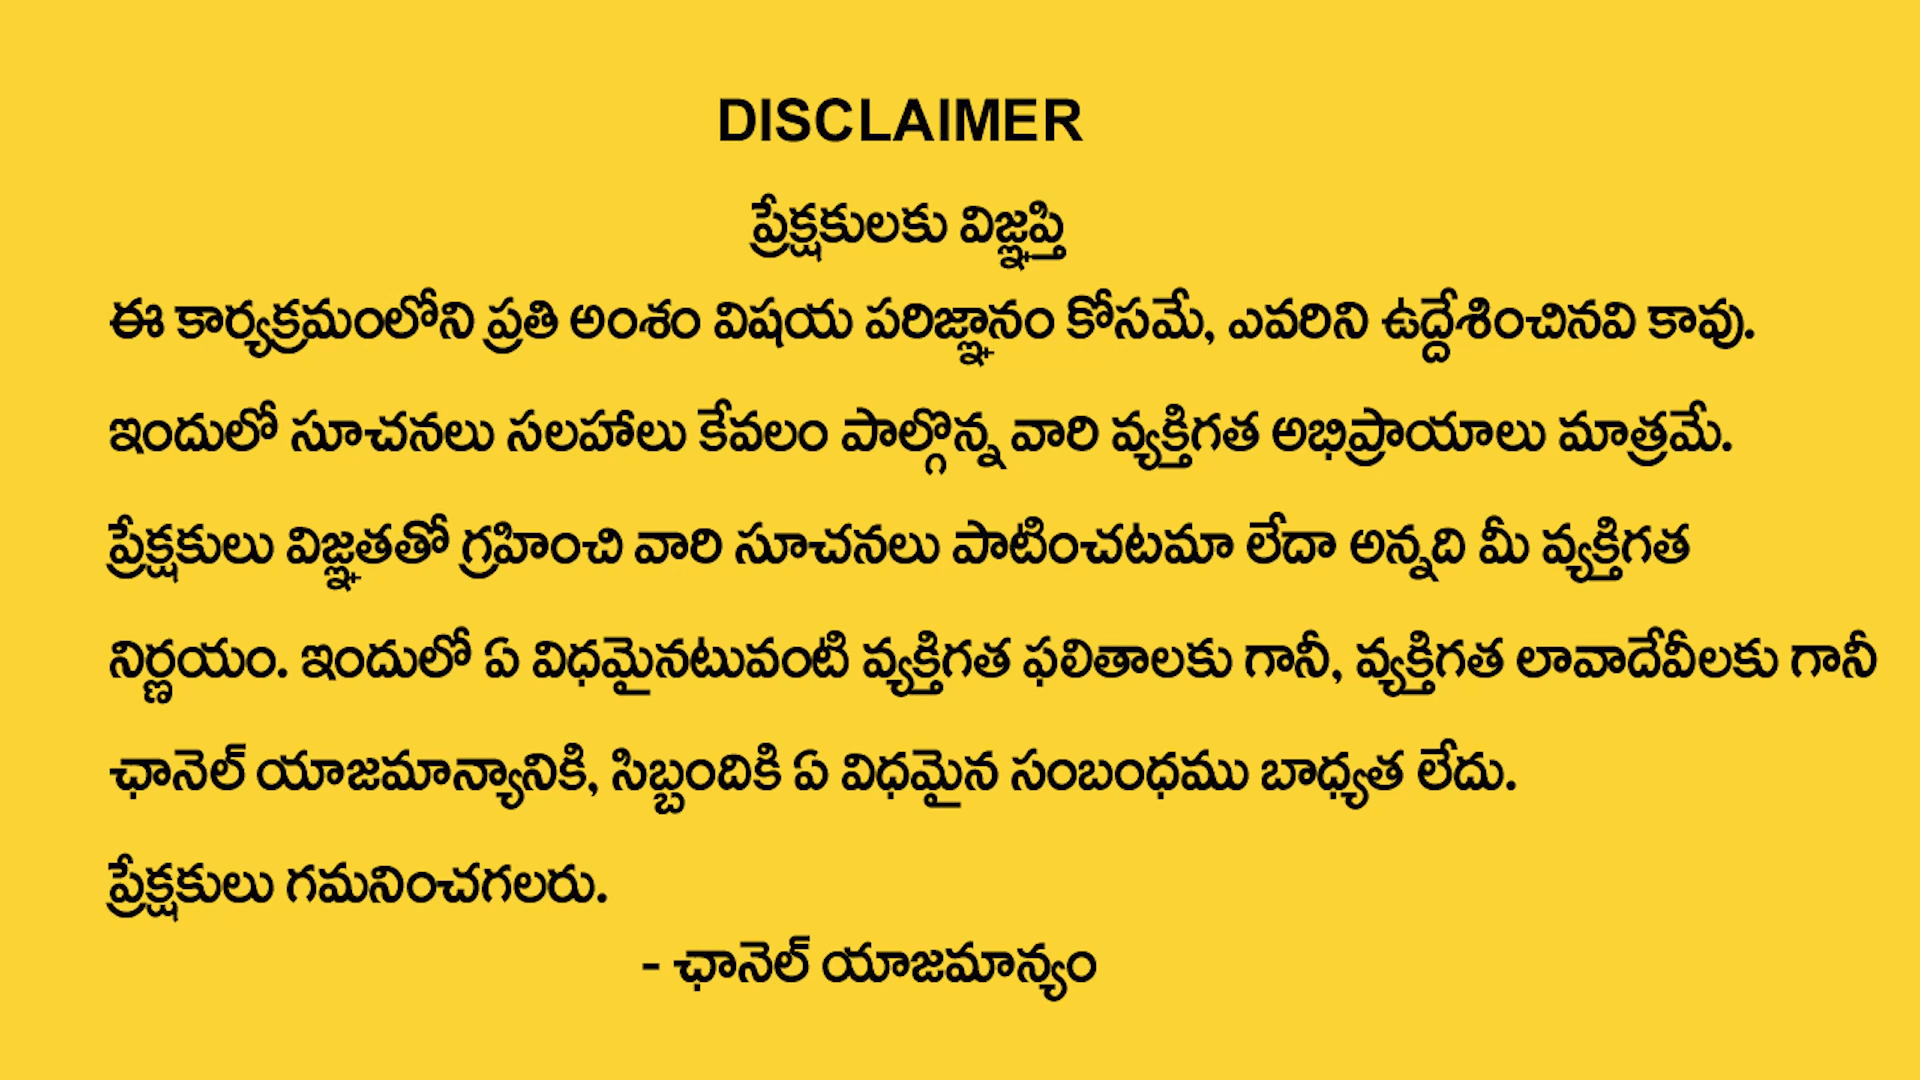 DISCLAIMER
ప్రేక్షకులకు విజ్ఞప్తి
ఈ కార్యక్రమంలోని ప్రతి అంశం విషయ పరిజ్ఞానం కోసమే, ఎవరిని ఉద్దేశించినవి కావు.
ఇందులో సూచనలు సలహాలు కేవలం పాల్గొన్న వారి వ్యక్తిగత అభిప్రాయాలు మాత్రమే.
ప్రేక్షకులు విజ్ఞతతో గ్రహించి వారి సూచనలు పాటించటమా లేదా అన్నది మీ వ్యక్తిగత
నిర్ణయం. ఇందులో ఏ విధమైనటువంటి వ్యక్తిగత ఫలితాలకు గానీ, వ్యక్తిగత లావాదేవీలకు గానీ
ఛానెల్ యాజమాన్యానికి, సిబ్బందికి ఏ విధమైన సంబంధము బాధ్యత లేదు.
ప్రేక్షకులు గమనించగలరు.
- ఛానెల్ యాజమాన్యం